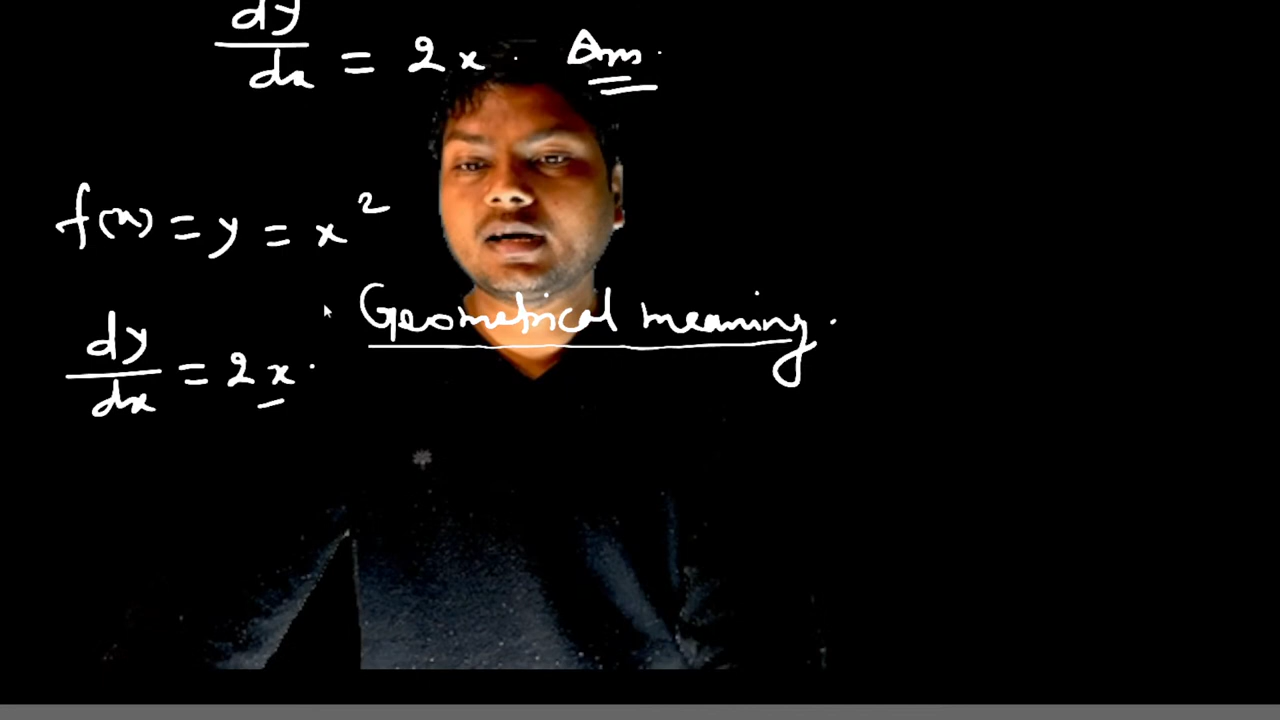 dy/dx = 2x. Ans.
f(x) = y = x²
Geometrical meaning.
dy/dx = 2x.